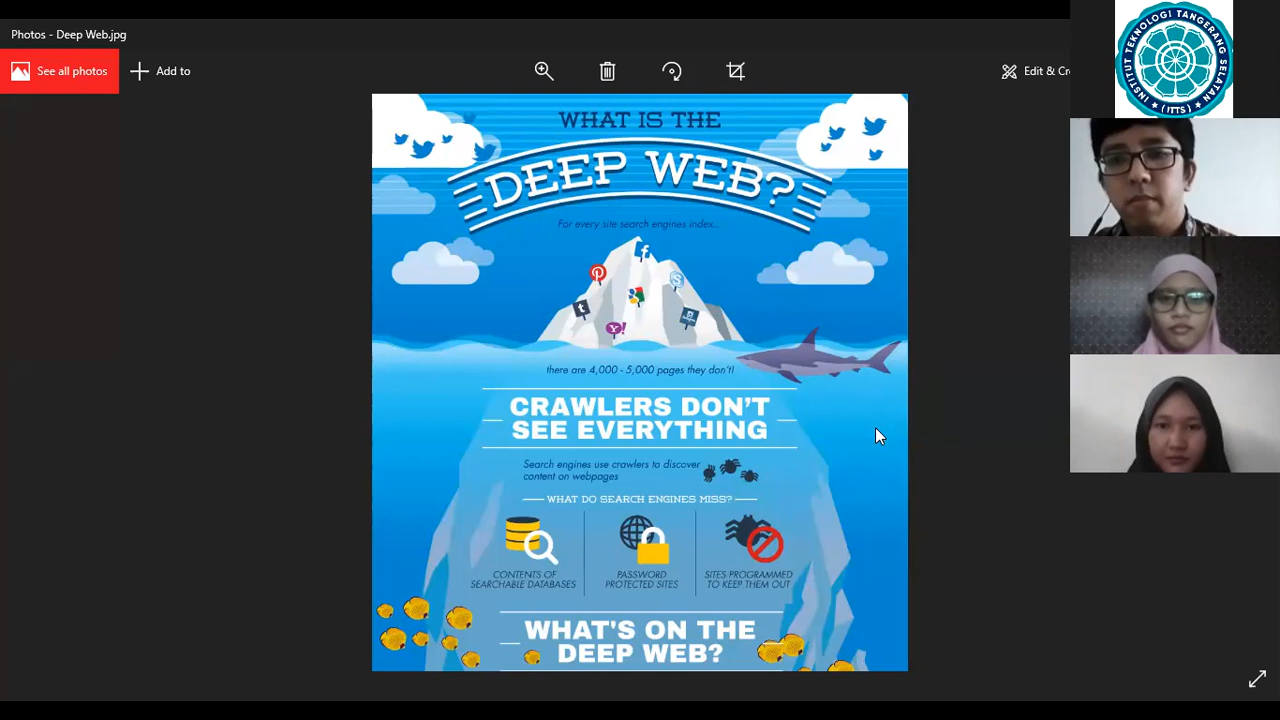 Photos - Deep Web.jpg
See all photos
Add to
Edit & Cr
INSTITUT TEKNOLOGI TANGERANG SELATAN
(ITTS)
WHAT IS THE
DEEP WEB?
For every site search engines index...
f
t
Y!
there are 4,000 - 5,000 pages they don't!
CRAWLERS DON'T
SEE EVERYTHING
Search engines use crawlers to discover
content on webpages
WHAT DO SEARCH ENGINES MISS?
CONTENTS OF
SEARCHABLE DATABASES
PASSWORD
PROTECTED SITES
SITES PROGRAMMED
TO KEEP THEM OUT
WHAT'S ON THE
DEEP WEB?